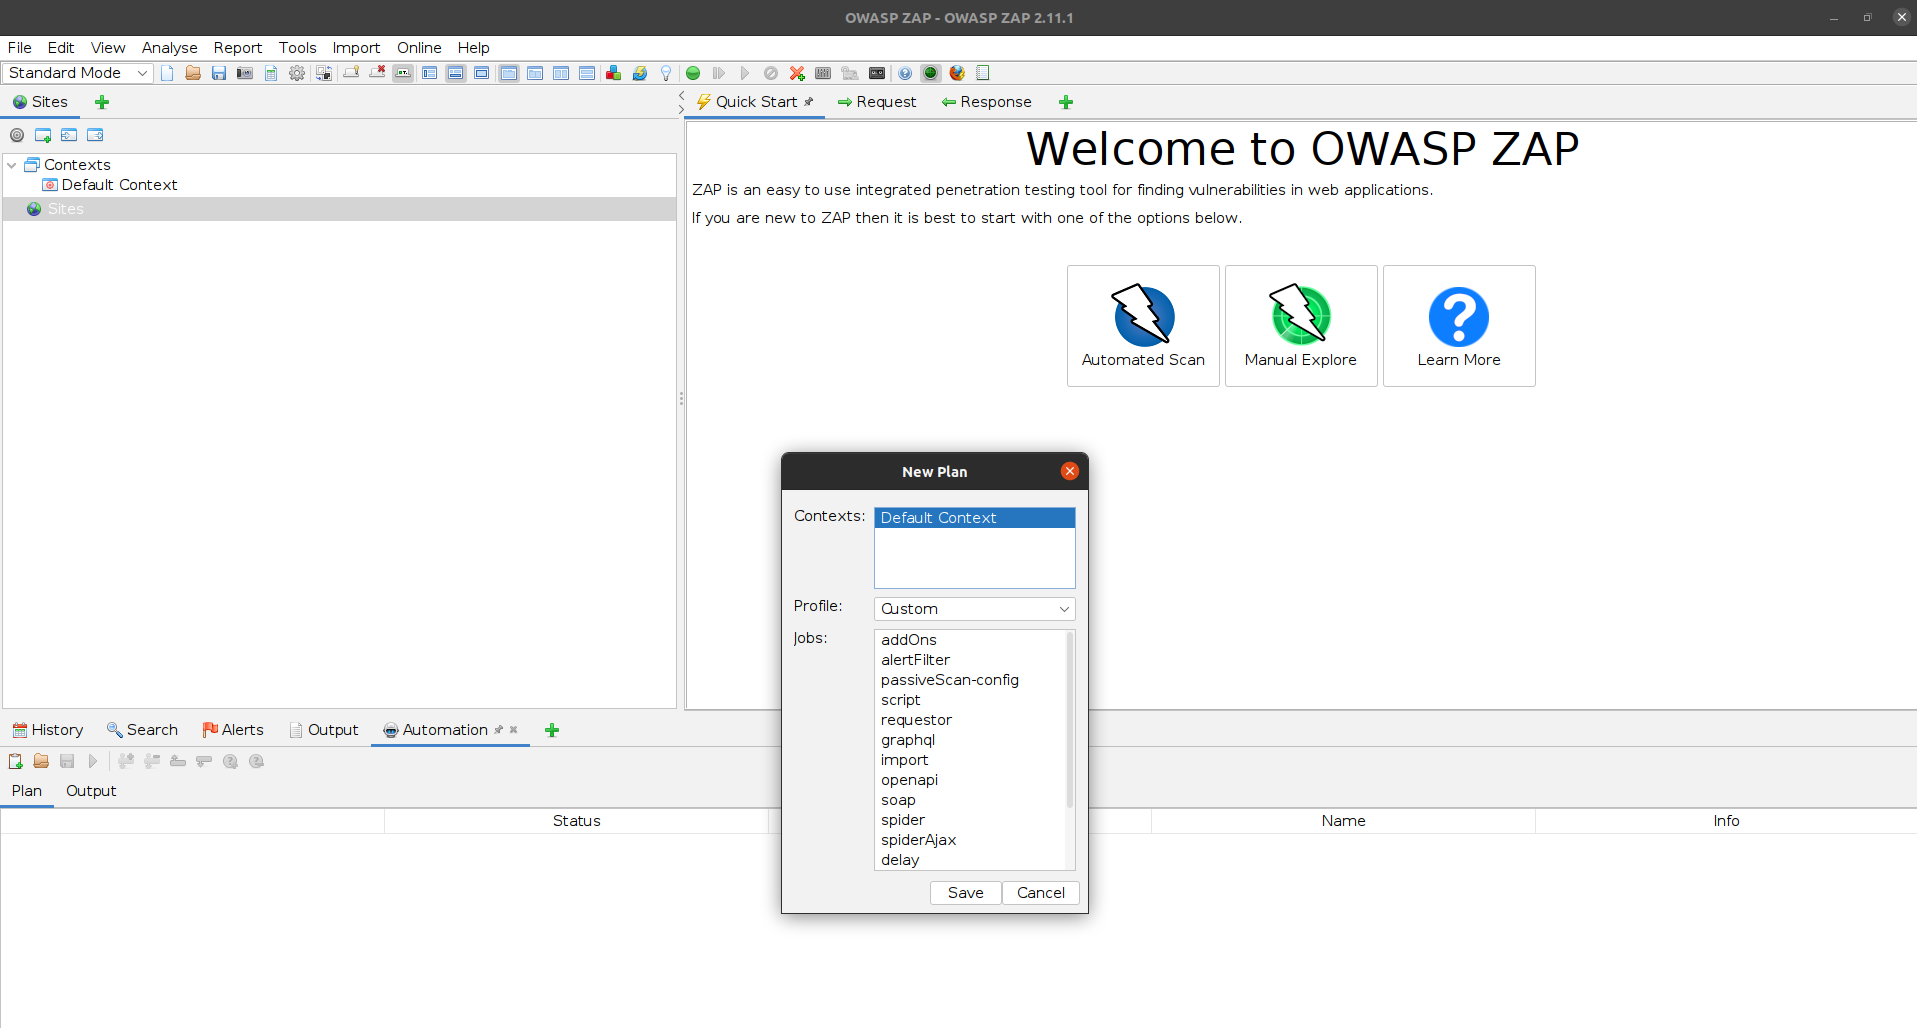 OWASP ZAP - OWASP ZAP 2.11.1
File Edit View Analyse Report Tools Import Online Help
Standard Mode
Sites
Quick Start Request Response
Contexts
Default Context
Sites
Welcome to OWASP ZAP
ZAP is an easy to use integrated penetration testing tool for finding vulnerabilities in web applications.
If you are new to ZAP then it is best to start with one of the options below.
Automated Scan Manual Explore Learn More
New Plan
Contexts: Default Context
Profile: Custom
Jobs: addOns
alertFilter
passiveScan-config
script
requestor
graphql
import
openapi
soap
spider
spiderAjax
delay
Save Cancel
History Search Alerts Output Automation
Plan Output
Status Name Info